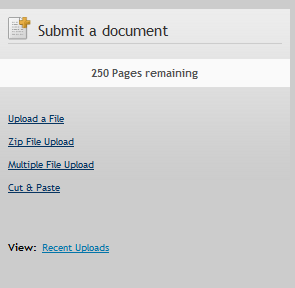 Submit a document
250 Pages remaining
Upload a File
Zip File Upload
Multiple File Upload
Cut & Paste
View: Recent Uploads